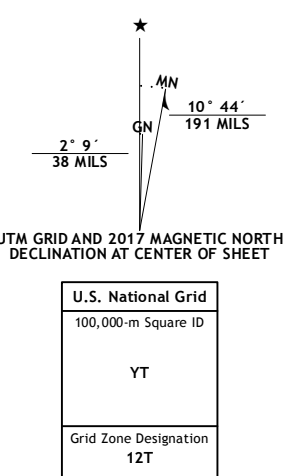 ★
MN
GN
10° 44´
191 MILS
2° 9´
38 MILS
UTM GRID AND 2017 MAGNETIC NORTH
DECLINATION AT CENTER OF SHEET
U.S. National Grid
100,000-m Square ID
YT
Grid Zone Designation
12T